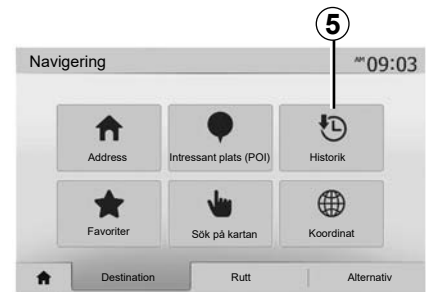 5
Navigering AM 09:03
Address Intressant plats (POI) Historik
Favoriter Sök på kartan Koordinat
Destination Rutt Alternativ